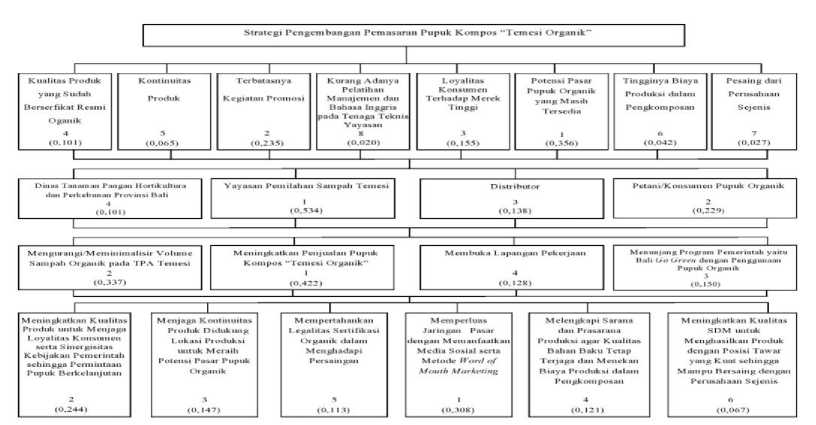 Strategi Pengembangan Pemasaran Pupuk Kompos “Temesi Organik”
Kualitas Produk
yang Sudah
Berserfikat Resmi
Oganik
4
(0,101)
Kontinuitas
Produk
5
(0,065)
Terbatasnya
Kegiatan Promosi
2
(0,235)
Kurang Adanya
Pelatihan
Manajemen dan
Bahasa Inggris
pada Tenaga Teknis
Yayasan
8
(0,020)
Loyalitas
Konsumen
Terhadap Merek
Tinggi
3
(0,155)
Potensi Pasar
Pupuk Organik
yang Masih
Tersedia
1
(0,356)
Tingginya Biaya
Produksi dalam
Pengkomposan
6
(0,042)
Pesaing dari
Perusahaan
Sejenis
7
(0,027)
Dinas Tanaman Pangan Hortikultura
dan Perkebunan Provinsi Bali
4
(0,101)
Yayasan Pemilahan Sampah Temesi
1
(0,534)
Distributor
3
(0,138)
Petani/Konsumen Pupuk Organik
2
(0,229)
Mengurangi/Meminimalisir Volume
Sampah Organik pada TPA Temesi
2
(0,337)
Meningkatkan Penjualan Pupuk
Kompos “Temesi Organik”
1
(0,422)
Membuka Lapangan Pekerjaan
4
(0,128)
Menunjang Program Pemerintah yaitu
Bali Go Green dengan Penggunaan
Pupuk Organik
3
(0,150)
Meningkatkan Kualitas
Produk untuk Menjaga
Loyalitas Konsumen
serta Sinergisitas
Kebijakan Pemerintah
sehingga Permintaan
Pupuk Berkelanjutan
2
(0,244)
Menjaga Kontinuitas
Produk Didukung
Lokasi Produksi
untuk Meraih
Potensi Pasar Pupuk
Organik
3
(0,147)
Mempertahankan
Legalitas Sertifikasi
Organik dalam
Menghadapi
Persaingan
5
(0,113)
Memperluas
Jaringan Pasar
dengan Memanfaatkan
Media Sosial serta
Metode Word of
Mouth Marketing
1
(0,308)
Melengkapi Sarana
dan Prasarana
Produksi agar Kualitas
Bahan Baku Tetap
Terjaga dan Menekan
Biaya Produksi dalam
Pengkomposan
4
(0,121)
Meningkatkan Kualitas
SDM untuk
Menghasilkan Produk
dengan Posisi Tawar
yang Kuat sehingga
Mampu Bersaing dengan
Perusahaan Sejenis
6
(0,067)